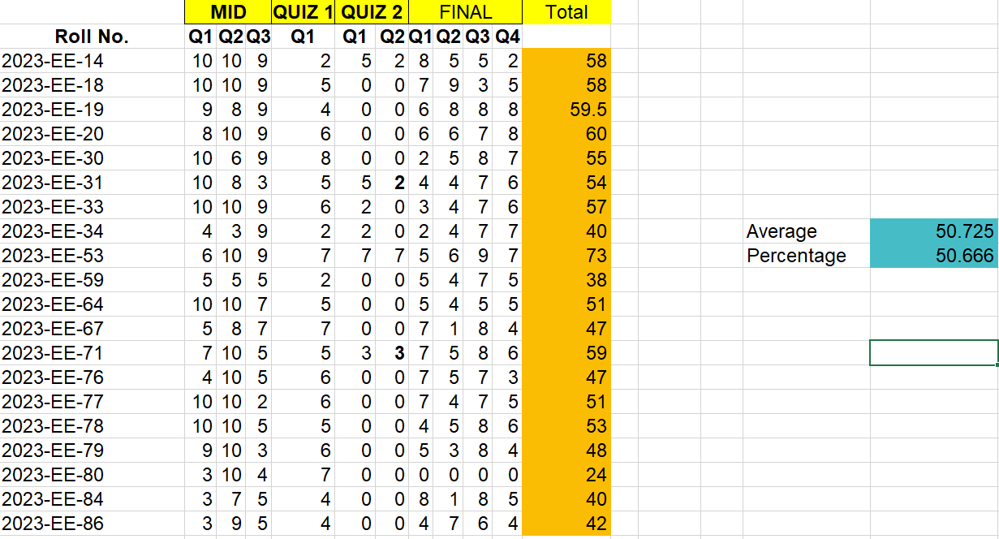 MID QUIZ 1 QUIZ 2 FINAL Total
Roll No. Q1 Q2 Q3 Q1 Q1 Q2 Q1 Q2 Q3 Q4
2023-EE-14 10 10 9 2 5 2 8 5 5 2 58
2023-EE-18 10 10 9 5 0 0 7 9 3 5 58
2023-EE-19 9 8 9 4 0 0 6 8 8 8 59.5
2023-EE-20 8 10 9 6 0 0 6 6 7 8 60
2023-EE-30 10 6 9 8 0 0 2 5 8 7 55
2023-EE-31 10 8 3 5 5 2 4 4 7 6 54
2023-EE-33 10 10 9 6 2 0 3 4 7 6 57
2023-EE-34 4 3 9 2 2 0 2 4 7 7 40 Average 50.725
2023-EE-53 6 10 9 7 7 7 5 6 9 7 73 Percentage 50.666
2023-EE-59 5 5 5 2 0 0 5 4 7 5 38
2023-EE-64 10 10 7 5 0 0 5 4 5 5 51
2023-EE-67 5 8 7 7 0 0 7 1 8 4 47
2023-EE-71 7 10 5 5 3 3 7 5 8 6 59
2023-EE-76 4 10 5 6 0 0 7 5 7 3 47
2023-EE-77 10 10 2 6 0 0 7 4 7 5 51
2023-EE-78 10 10 5 5 0 0 4 5 8 6 53
2023-EE-79 9 10 3 6 0 0 5 3 8 4 48
2023-EE-80 3 10 4 7 0 0 0 0 0 0 24
2023-EE-84 3 7 5 4 0 0 8 1 8 5 40
2023-EE-86 3 9 5 4 0 0 4 7 6 4 42